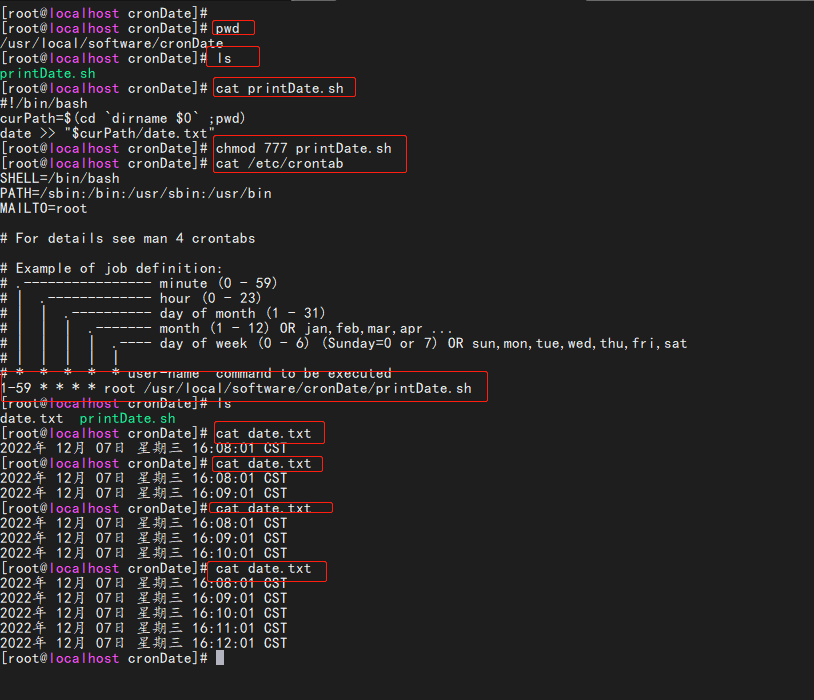 [root@localhost cronDate]#
[root@localhost cronDate]# pwd
/usr/local/software/cronDate
[root@localhost cronDate]# ls
printDate.sh
[root@localhost cronDate]# cat printDate.sh
#!/bin/bash
curPath=$(cd `dirname $0` ;pwd)
date >> "$curPath/date.txt"
[root@localhost cronDate]# chmod 777 printDate.sh
[root@localhost cronDate]# cat /etc/crontab
SHELL=/bin/bash
PATH=/sbin:/bin:/usr/sbin:/usr/bin
MAILTO=root
# For details see man 4 crontabs
# Example of job definition:
# .---------------- minute (0 - 59)
# |  .------------- hour (0 - 23)
# |  |  .---------- day of month (1 - 31)
# |  |  |  .------- month (1 - 12) OR jan,feb,mar,apr ...
# |  |  |  |  .---- day of week (0 - 6) (Sunday=0 or 7) OR sun,mon,tue,wed,thu,fri,sat
# |  |  |  |  |
# *  *  *  *  * user-name  command to be executed
1-59 * * * * root /usr/local/software/cronDate/printDate.sh
[root@localhost cronDate]# ls
date.txt  printDate.sh
[root@localhost cronDate]# cat date.txt
2022年 12月 07日 星期三 16:08:01 CST
[root@localhost cronDate]# cat date.txt
2022年 12月 07日 星期三 16:08:01 CST
2022年 12月 07日 星期三 16:09:01 CST
[root@localhost cronDate]# cat date.txt
2022年 12月 07日 星期三 16:08:01 CST
2022年 12月 07日 星期三 16:09:01 CST
2022年 12月 07日 星期三 16:10:01 CST
[root@localhost cronDate]# cat date.txt
2022年 12月 07日 星期三 16:08:01 CST
2022年 12月 07日 星期三 16:09:01 CST
2022年 12月 07日 星期三 16:10:01 CST
2022年 12月 07日 星期三 16:11:01 CST
2022年 12月 07日 星期三 16:12:01 CST
[root@localhost cronDate]#